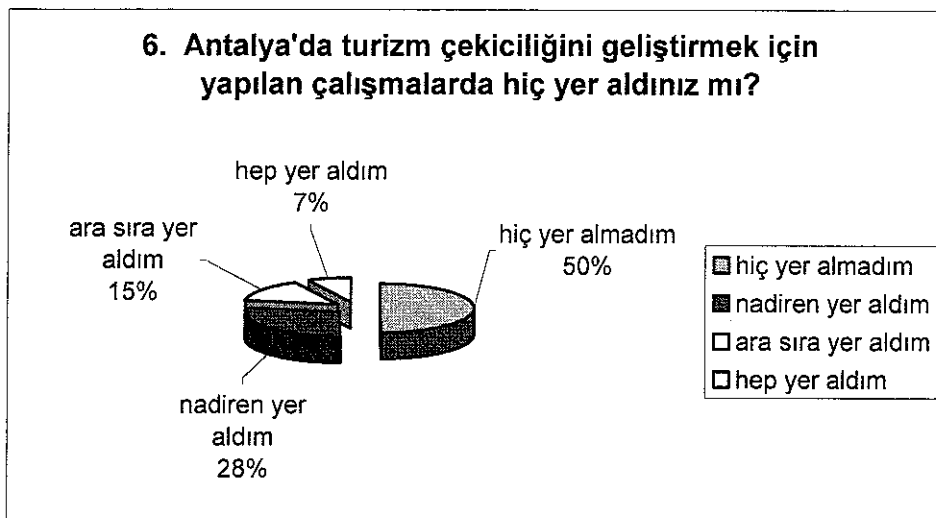 6. Antalya'da turizm çekiciliğini geliştirmek için
yapılan çalışmalarda hiç yer aldınız mı?
hep yer aldım
7%
ara sıra yer
aldım
15%
hiç yer almadım
50%
nadiren yer
aldım
28%
hiç yer almadım
nadiren yer aldım
ara sıra yer aldım
hep yer aldım